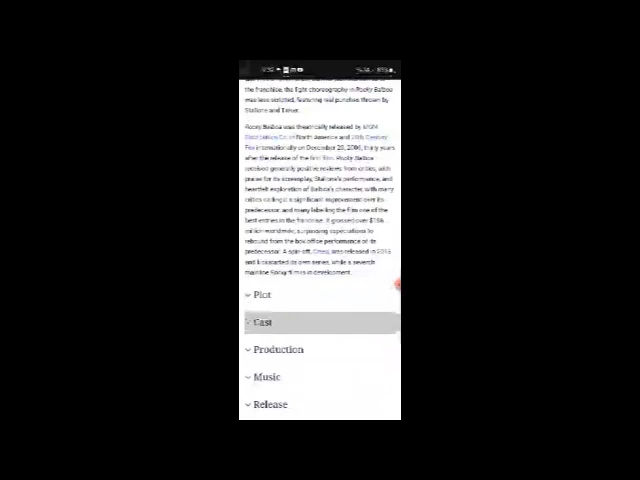 the franchise, the fight choreography in Rocky Balboa
was less scripted, featuring real punches thrown by
Stallone and Tarver.
Rocky Balboa was theatrically released by MGM
Distribution Co. in North America and 20th Century
Fox internationally on December 20, 2006, thirty years
after the release of the first film. Rocky Balboa
received generally positive reviews from critics, with
praise for its screenplay, Stallone's performance, and
heartfelt exploration of Balboa's character, with many
critics calling it a significant improvement over its
predecessor, and many labelling the film one of the
best entries in the franchise. It grossed over $156
million worldwide, surpassing expectations to
rebound from the box office performance of its
predecessor. A spin-off, Creed, was released in 2015
and kickstarted its own series, while a seventh
mainline Rocky film is in development.
Plot
Cast
Production
Music
Release